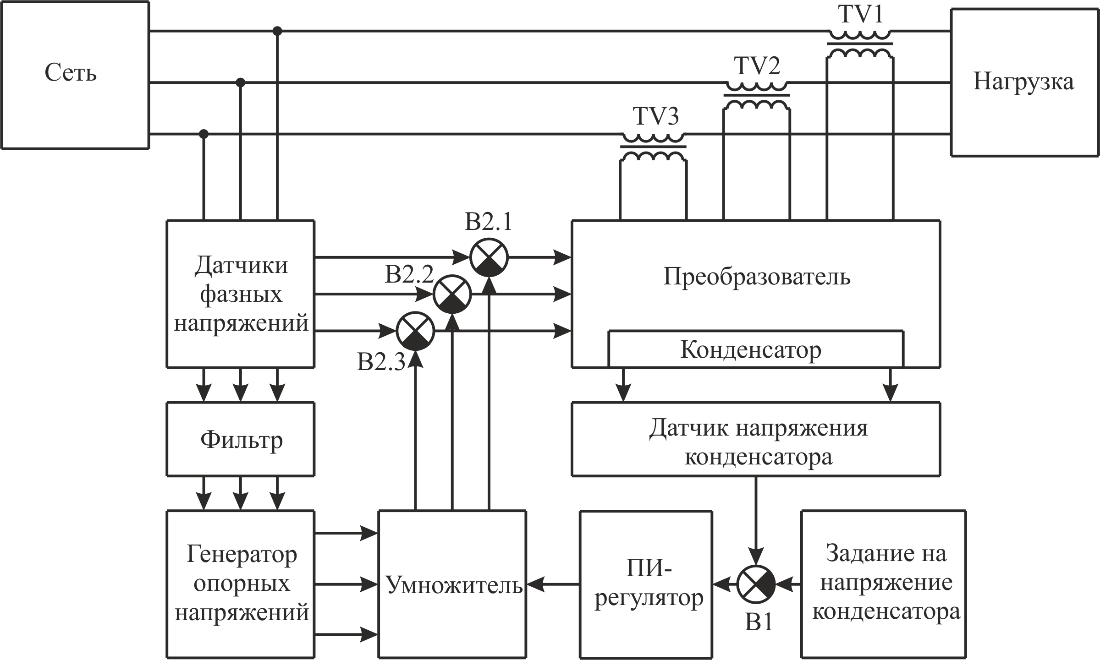 TV1
Сеть
TV2
Нагрузка
TV3
B2.1
Датчики
фазных
напряжений
B2.2
Преобразователь
B2.3
Конденсатор
Фильтр
Датчик напряжения
конденсатора
Генератор
опорных
напряжений
Умножитель
ПИ-
регулятор
B1
Задание на
напряжение
конденсатора